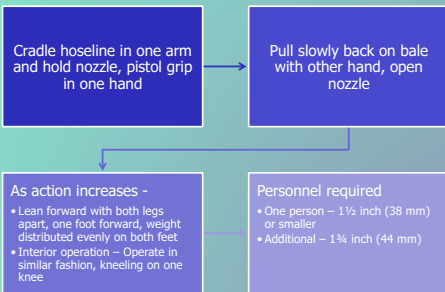 Cradle hoseline in one arm
and hold nozzle, pistol grip
in one hand
Pull slowly back on bale
with other hand, open
nozzle
As action increases -
• Lean forward with both legs
apart, one foot forward, weight
distributed evenly on both feet
• Interior operation – Operate in
similar fashion, kneeling on one
knee
Personnel required
• One person – 1½ inch (38 mm)
or smaller
• Additional – 1¾ inch (44 mm)